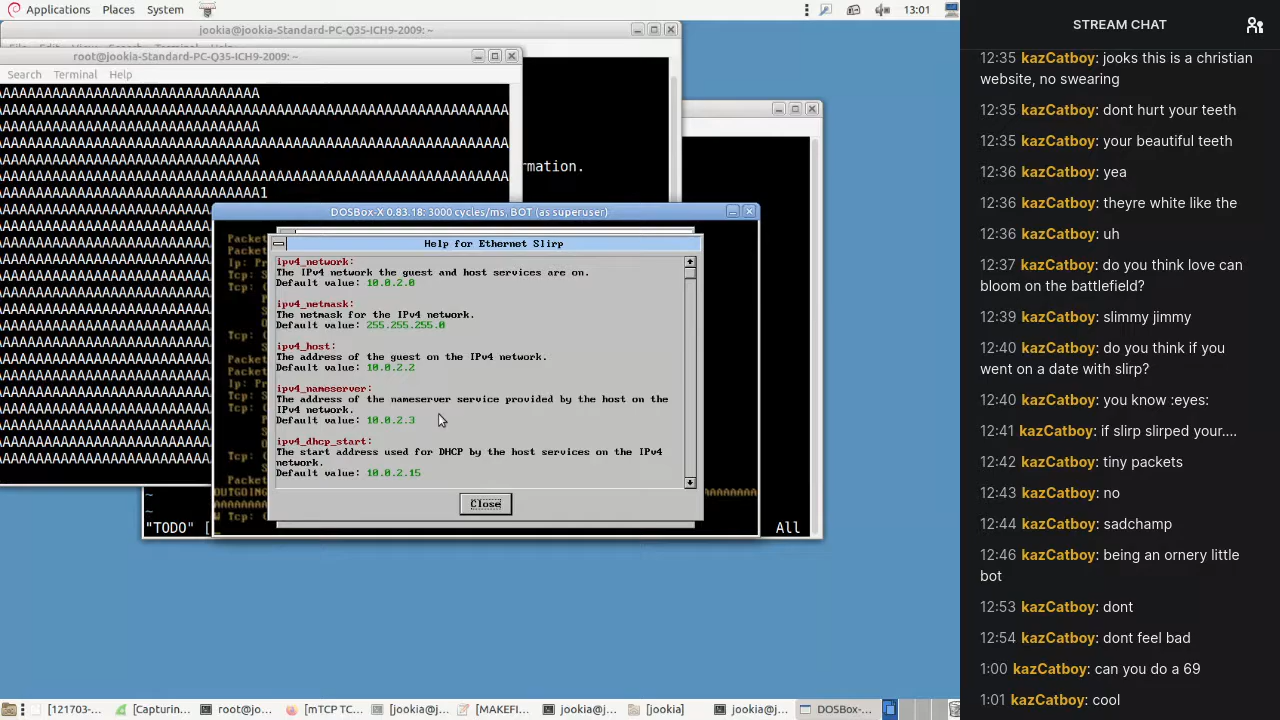 Applications Places System 13:01
jookia@jookia-Standard-PC-Q35-ICH9-2009: ~
root@jookia-Standard-PC-Q35-ICH9-2009: ~
Search Terminal Help
rmation.
DOSBox-X 0.83.18: 3000 cycles/ms, BOT (as superuser)
Help for Ethernet Slirp
ipv4_network:
The IPv4 network the guest and host services are on.
Default value: 10.0.2.0
ipv4_netmask:
The netmask for the IPv4 network.
Default value: 255.255.255.0
ipv4_host:
The address of the guest on the IPv4 network.
Default value: 10.0.2.2
ipv4_nameserver:
The address of the nameserver service provided by the host on the
IPv4 network.
Default value: 10.0.2.3
ipv4_dhcp_start:
The start address used for DHCP by the host services on the IPv4
network.
Default value: 10.0.2.15
Close
"TODO" [ All
[121703-... [Capturin... root@jo... [mTCP TC... [jookia@j... [MAKEFI... jookia@j... [jookia] jookia@j... DOSBox-...
STREAM CHAT
12:35 kazCatboy: jooks this is a christian
website, no swearing
12:35 kazCatboy: dont hurt your teeth
12:35 kazCatboy: your beautiful teeth
12:36 kazCatboy: yea
12:36 kazCatboy: theyre white like the
12:36 kazCatboy: uh
12:37 kazCatboy: do you think love can
bloom on the battlefield?
12:39 kazCatboy: slimmy jimmy
12:40 kazCatboy: do you think if you
went on a date with slirp?
12:40 kazCatboy: you know :eyes:
12:41 kazCatboy: if slirp slirped your....
12:42 kazCatboy: tiny packets
12:43 kazCatboy: no
12:44 kazCatboy: sadchamp
12:46 kazCatboy: being an ornery little
bot
12:53 kazCatboy: dont
12:54 kazCatboy: dont feel bad
1:00 kazCatboy: can you do a 69
1:01 kazCatboy: cool